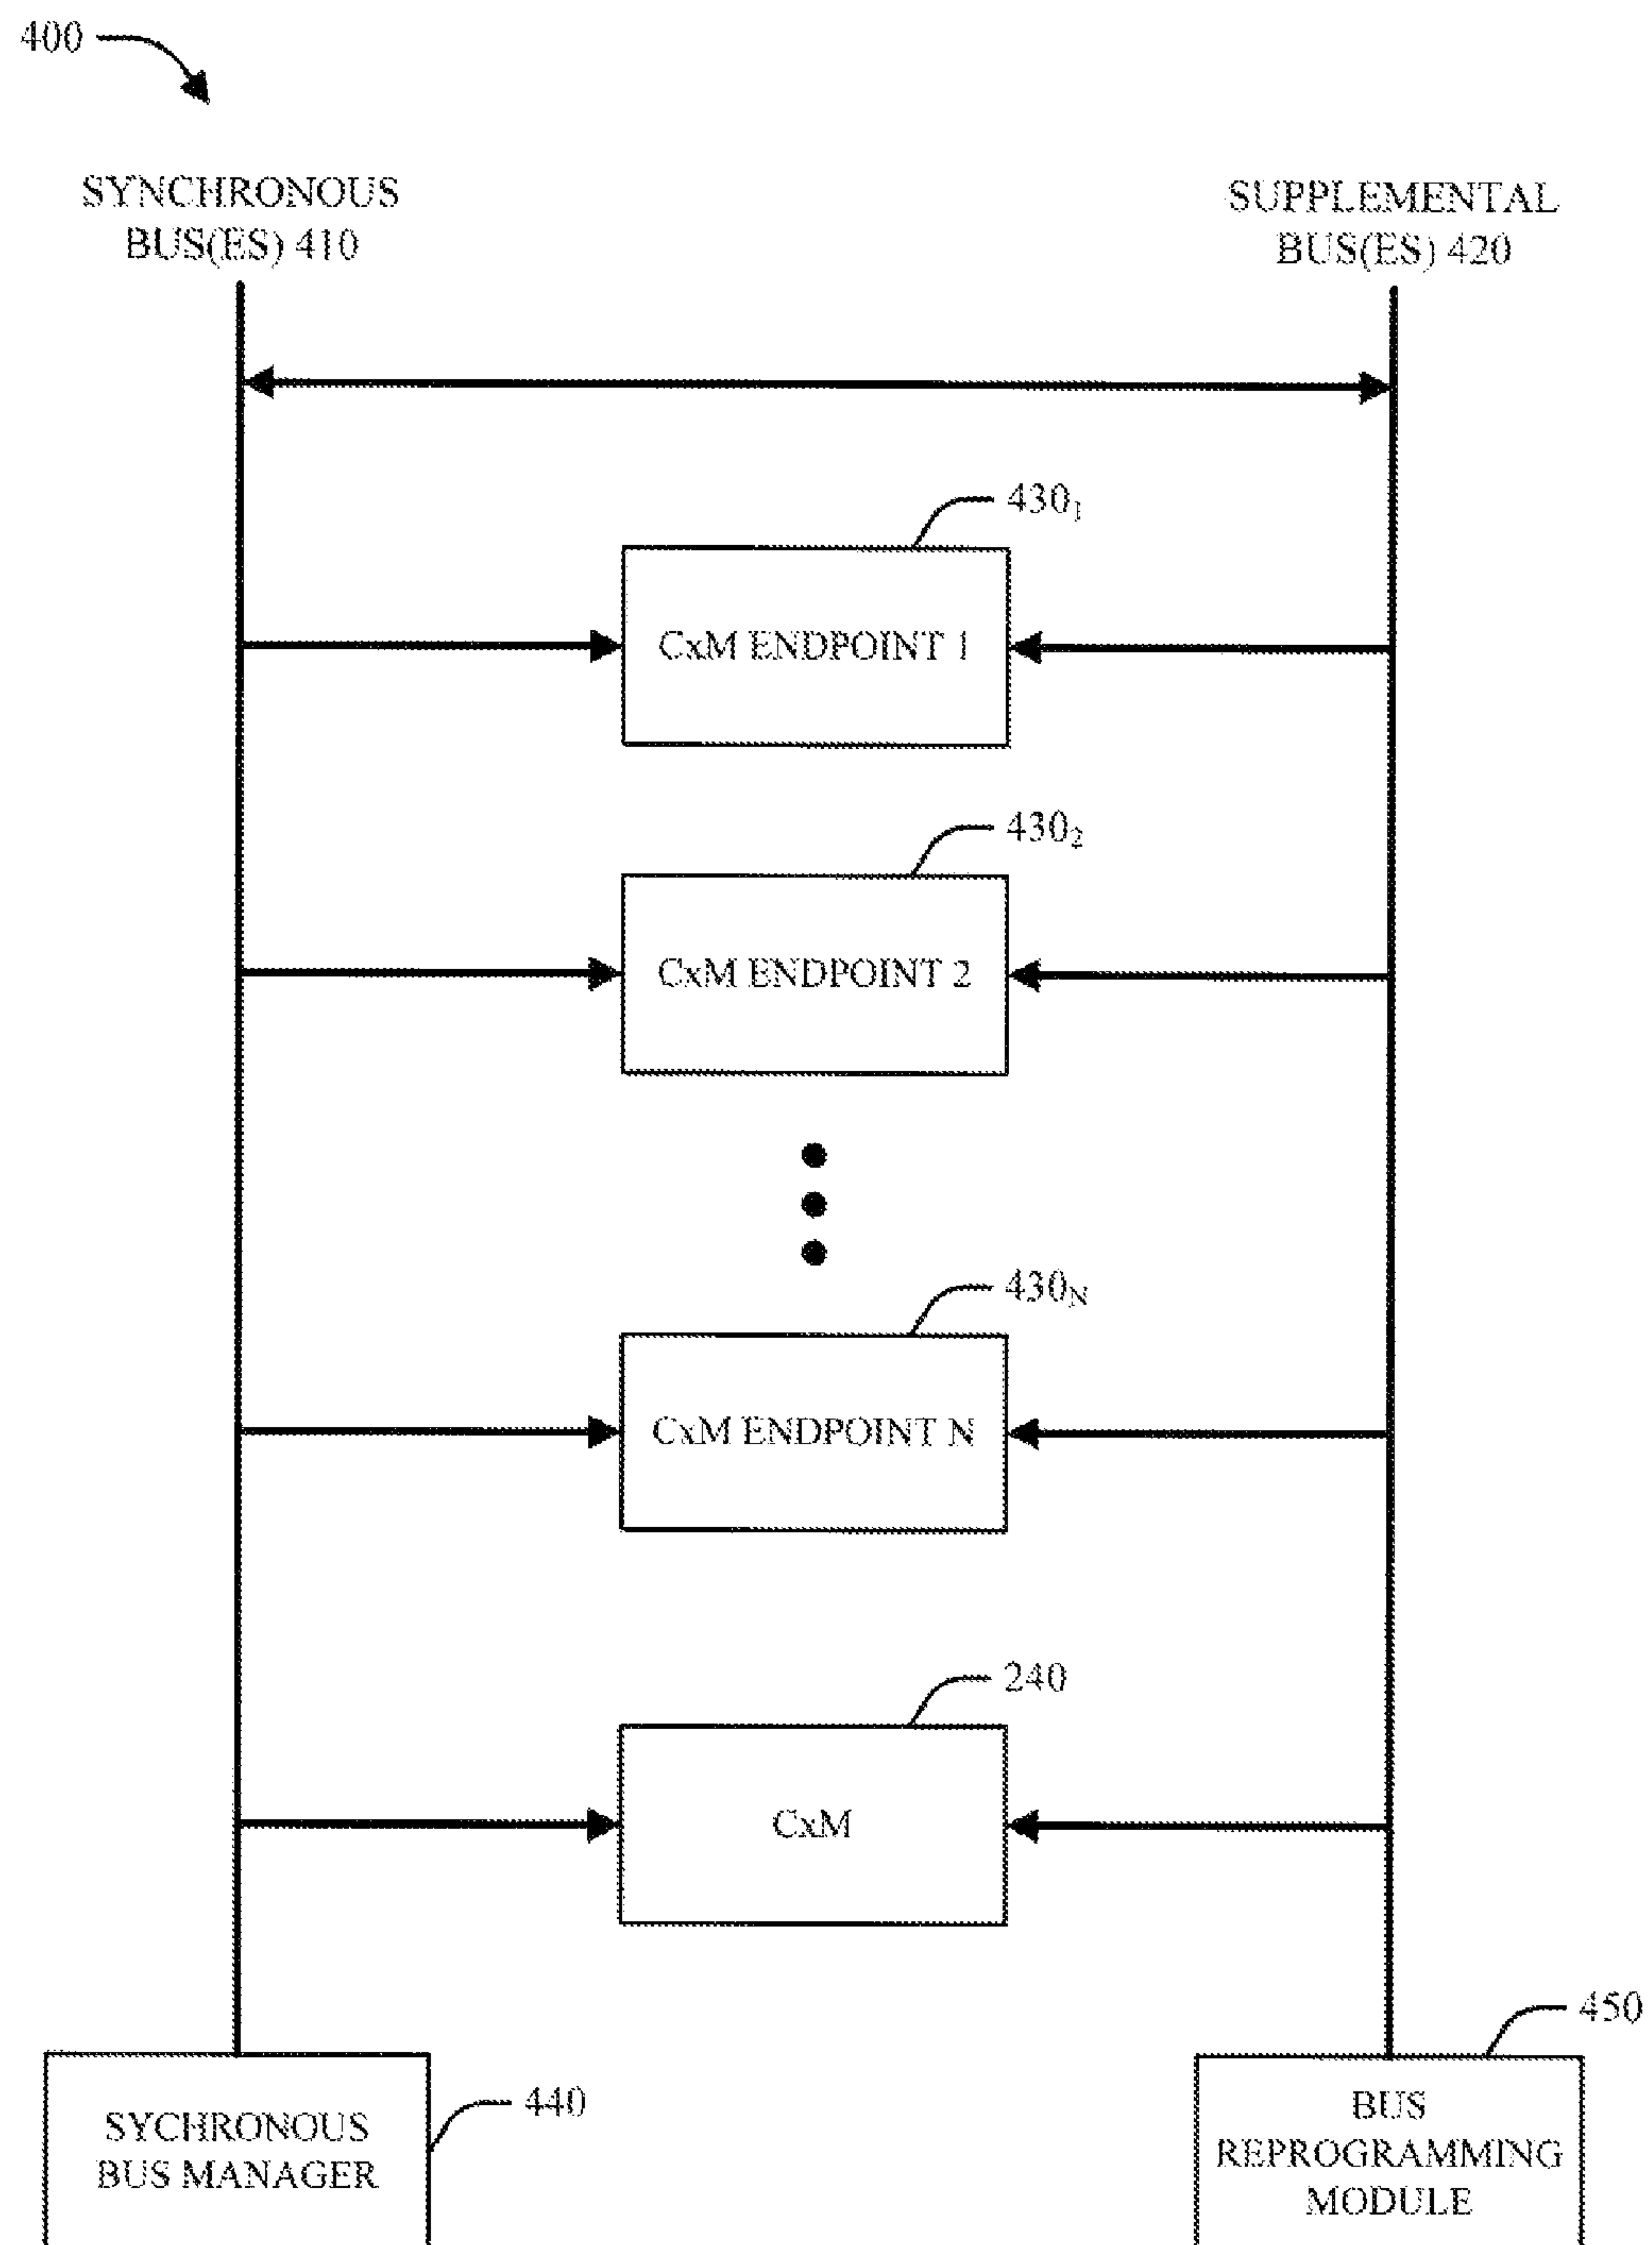 400
SYNCHRONOUS
BUS(ES) 410
SUPPLEMENTAL
BUS(ES) 420
430₁
CxM ENDPOINT 1
430₂
CxM ENDPOINT 2
430ₙ
CxM ENDPOINT N
240
CxM
450
440
SYCHRONOUS
BUS MANAGER
BUS
REPROGRAMMING
MODULE